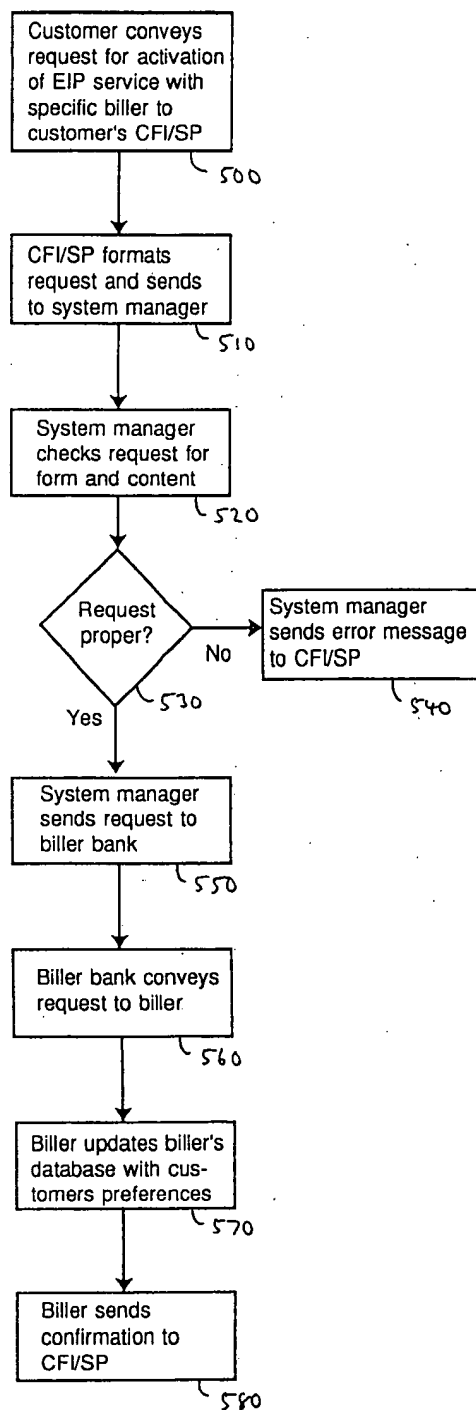 Customer conveys
request for activation
of EIP service with
specific biller to
customer's CFI/SP
500
CFI/SP formats
request and sends
to system manager
510
System manager
checks request for
form and content
520
Request
proper?
530
No
System manager
sends error message
to CFI/SP
540
Yes
System manager
sends request to
biller bank
550
Biller bank conveys
request to biller
560
Biller updates biller's
database with cus-
tomers preferences
570
Biller sends
confirmation to
CFI/SP
580